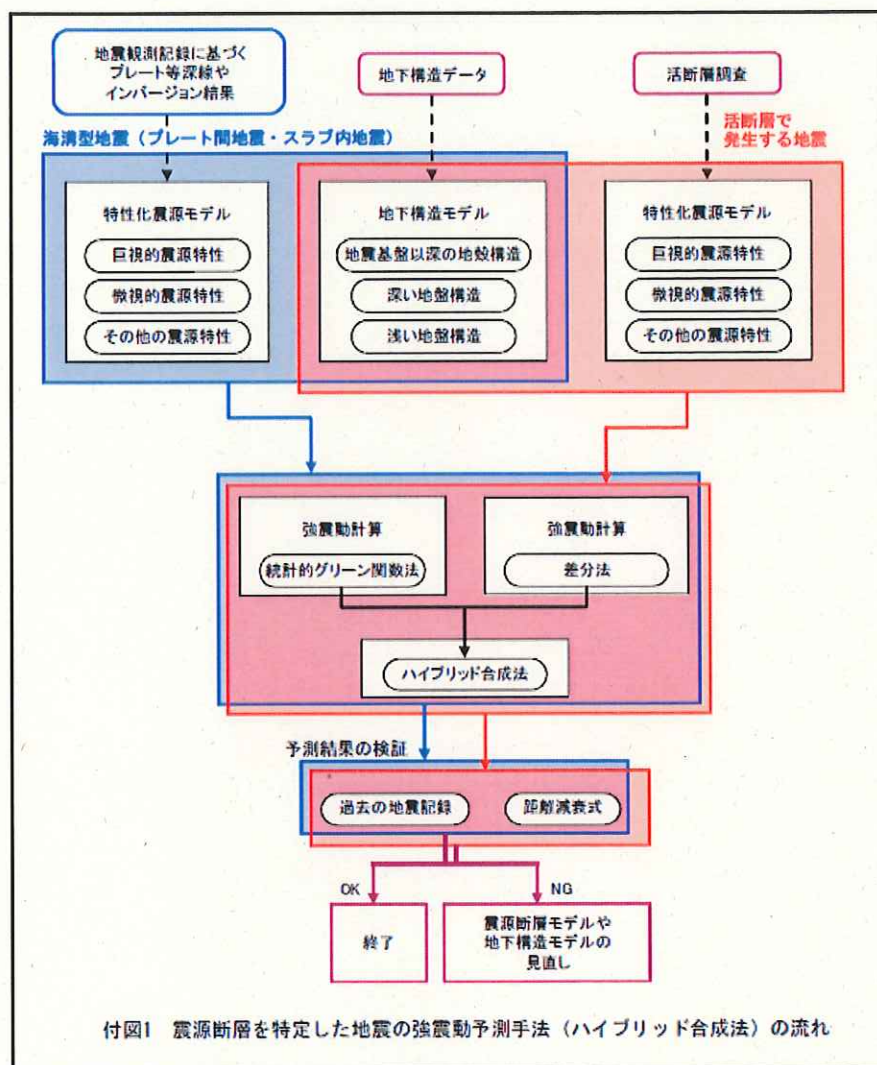 地震観測記録に基づく
プレート等深線や
インバージョン結果
地下構造データ
活断層調査
海溝型地震（プレート間地震・スラブ内地震）
活断層で
発生する地震
特性化震源モデル
巨視的震源特性
微視的震源特性
その他の震源特性
地下構造モデル
地震基盤以深の地殻構造
深い地盤構造
浅い地盤構造
特性化震源モデル
巨視的震源特性
微視的震源特性
その他の震源特性
強震動計算
統計的グリーン関数法
強震動計算
差分法
ハイブリッド合成法
予測結果の検証
過去の地震記録
距離減衰式
OK
NG
終了
震源断層モデルや
地下構造モデルの
見直し
付図1 震源断層を特定した地震の強震動予測手法（ハイブリッド合成法）の流れ